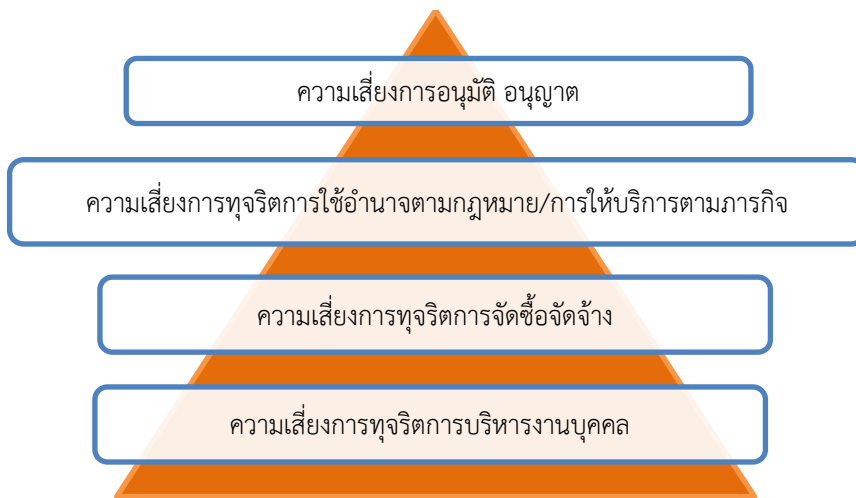 ความเสี่ยงการอนุมัติ อนุญาต
ความเสี่ยงการทุจริตการใช้อำนาจตามกฎหมาย/การให้บริการตามภารกิจ
ความเสี่ยงการทุจริตการจัดซื้อจัดจ้าง
ความเสี่ยงการทุจริตการบริหารงานบุคคล